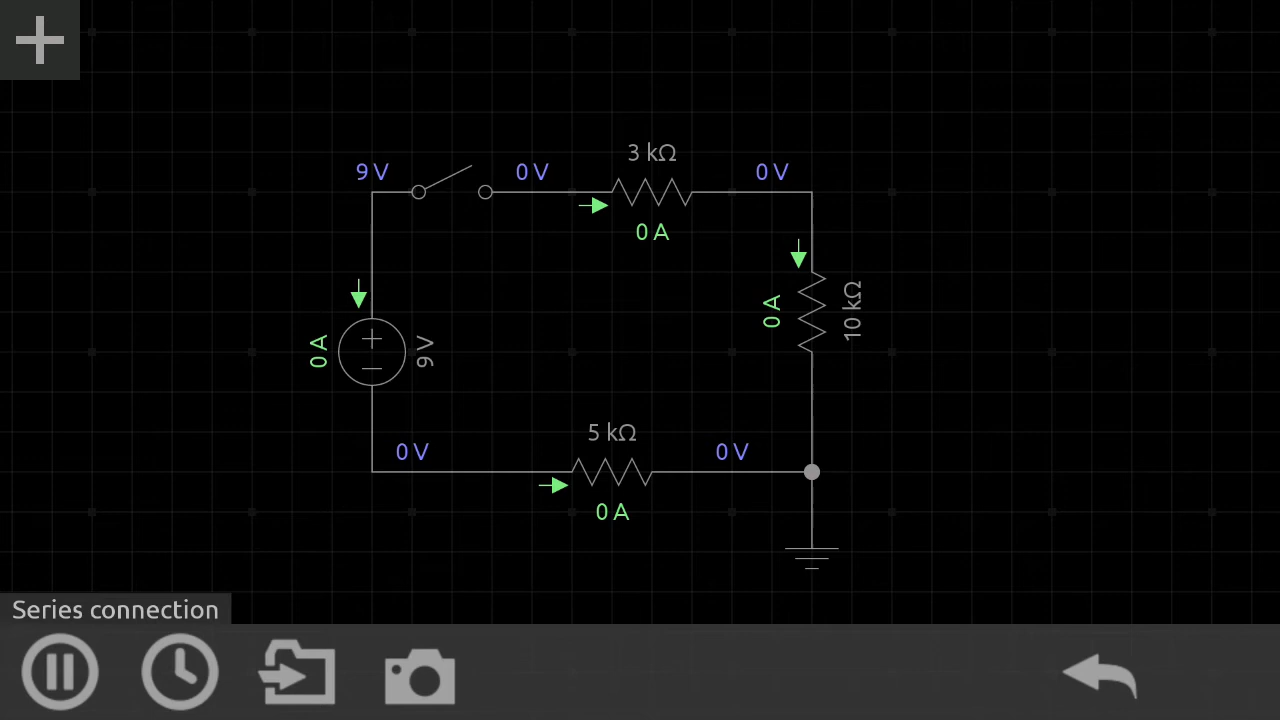 3 kΩ
9 V
0 V
0 V
0 A
0 A
10 kΩ
0 A
9 V
5 kΩ
0 V
0 V
0 A
Series connection